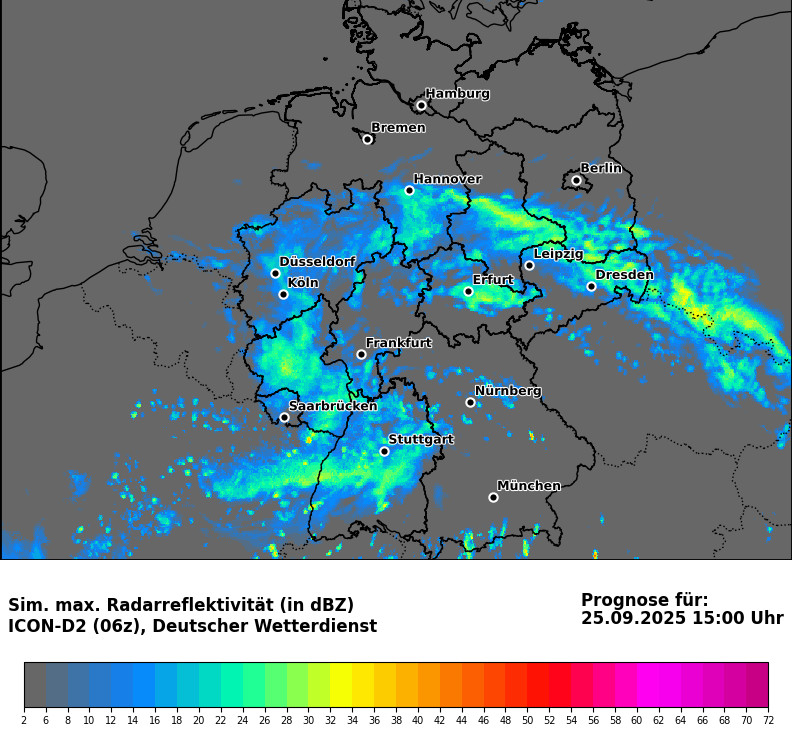 Hamburg
Bremen
Berlin
Hannover
Leipzig
Düsseldorf
Dresden
Erfurt
Köln
Frankfurt
Nürnberg
Saarbrücken
Stuttgart
München
Sim. max. Radarreflektivität (in dBZ)
ICON-D2 (06z), Deutscher Wetterdienst
Prognose für:
25.09.2025 15:00 Uhr
2 6 8 10 12 14 16 18 20 22 24 26 28 30 32 34 36 38 40 42 44 46 48 50 52 54 56 58 60 62 64 66 68 70 72